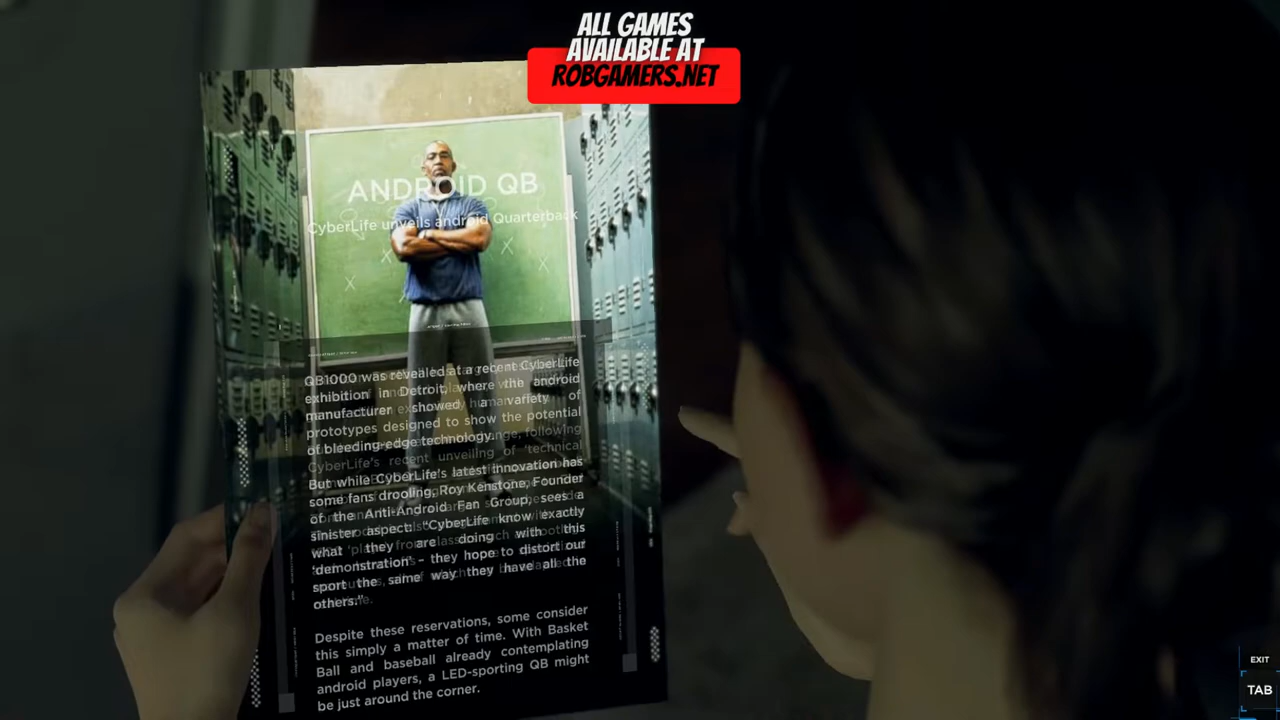 ALL GAMES
AVAILABLE AT
ROBGAMERS.NET
ANDROID QB
CyberLife unveils android Quarterback
QB1000 was revealed at a recent CyberLife
exhibition in Detroit, where the android
manufacturer showed a variety of
prototypes designed to show the potential
of bleeding-edge technology.
CyberLife's recent unveiling of 'technical
But while CyberLife's latest innovation has
some fans drooling, Roy Kenstone, Founder
of the Anti-Android Fan Group, sees a
sinister aspect: "CyberLife know exactly
what they are doing with this
'demonstration' – they hope to distort our
sport the same way they have all the
others."
Despite these reservations, some consider
this simply a matter of time. With Basket
Ball and baseball already contemplating
android players, a LED-sporting QB might
be just around the corner.
EXIT
TAB